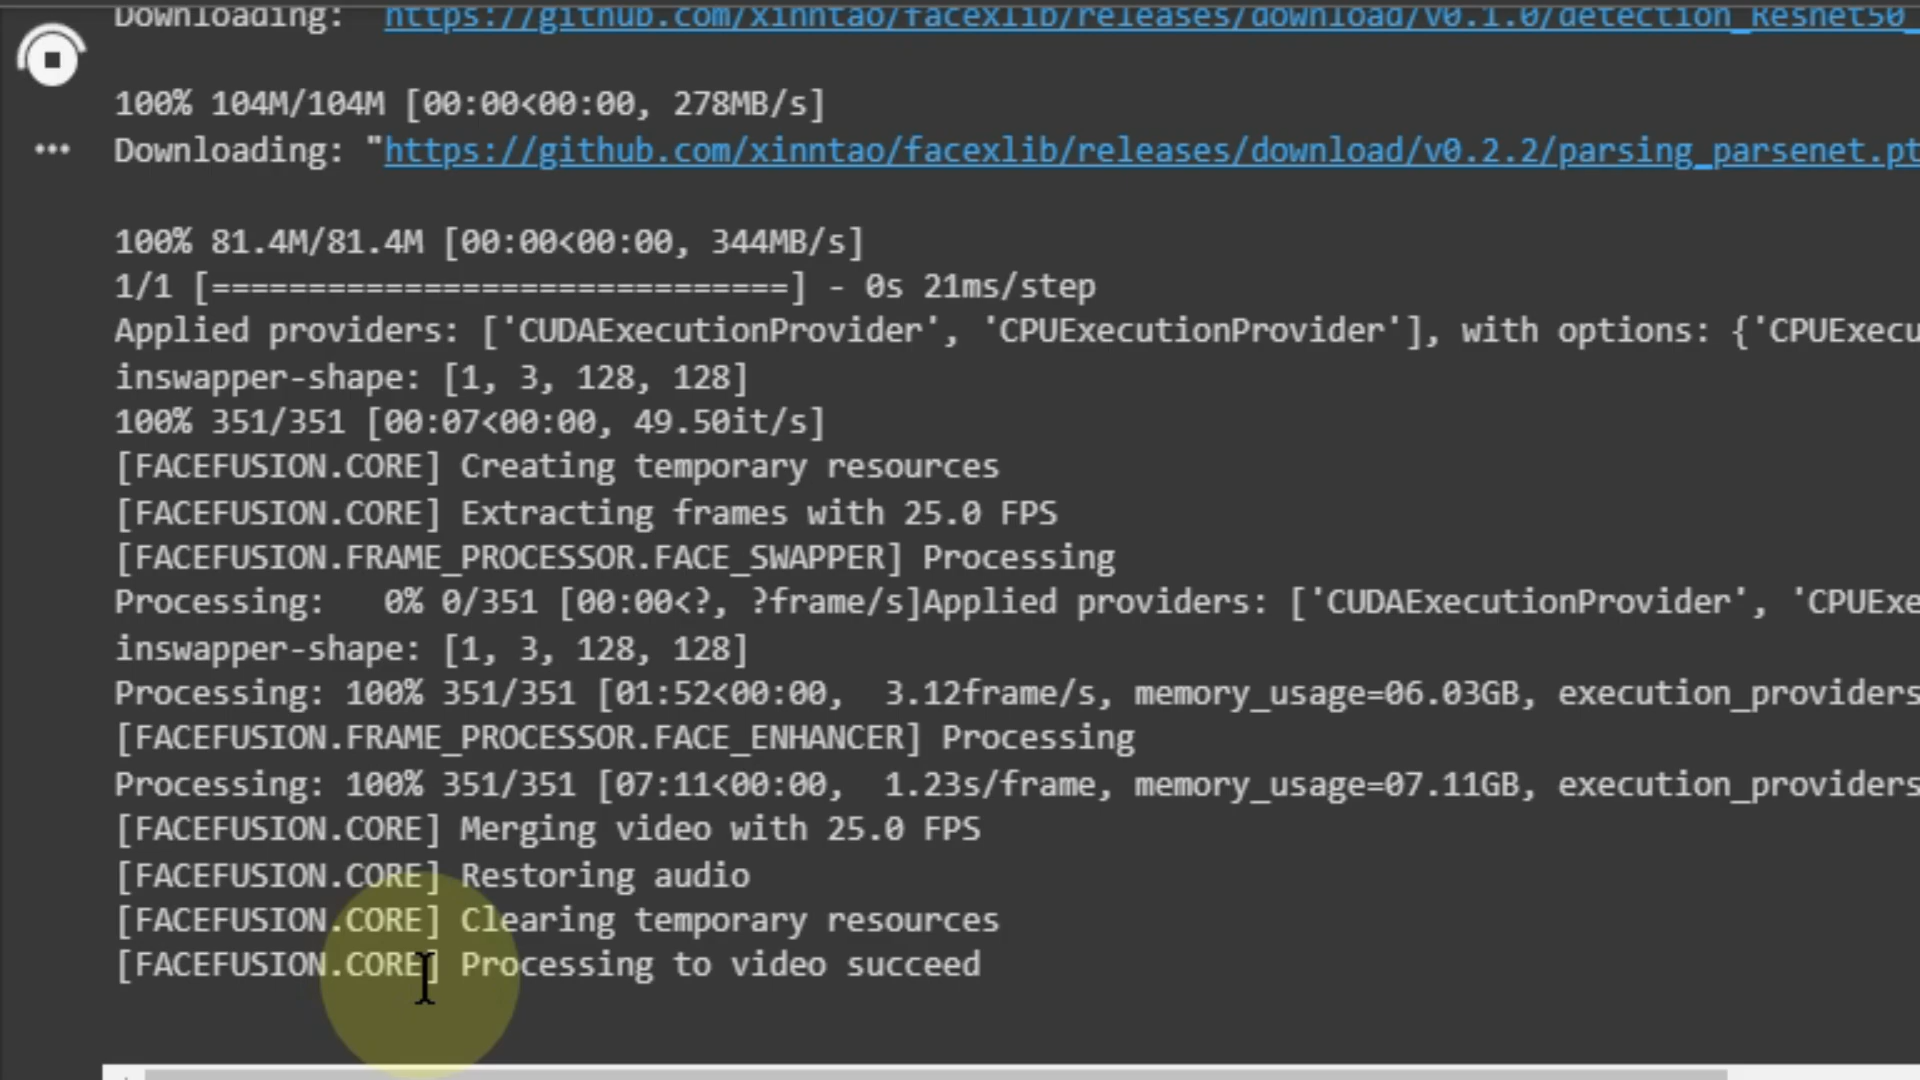 Downloading: "https://github.com/xinntao/facexlib/releases/download/v0.1.0/detection_Resnet50_
100% 104M/104M [00:00<00:00, 278MB/s]
Downloading: "https://github.com/xinntao/facexlib/releases/download/v0.2.2/parsing_parsenet.pt
100% 81.4M/81.4M [00:00<00:00, 344MB/s]
1/1 [==============================] - 0s 21ms/step
Applied providers: ['CUDAExecutionProvider', 'CPUExecutionProvider'], with options: {'CPUExecu
inswapper-shape: [1, 3, 128, 128]
100% 351/351 [00:07<00:00, 49.50it/s]
[FACEFUSION.CORE] Creating temporary resources
[FACEFUSION.CORE] Extracting frames with 25.0 FPS
[FACEFUSION.FRAME_PROCESSOR.FACE_SWAPPER] Processing
Processing:   0% 0/351 [00:00<?, ?frame/s]Applied providers: ['CUDAExecutionProvider', 'CPUExe
inswapper-shape: [1, 3, 128, 128]
Processing: 100% 351/351 [01:52<00:00,  3.12frame/s, memory_usage=06.03GB, execution_providers
[FACEFUSION.FRAME_PROCESSOR.FACE_ENHANCER] Processing
Processing: 100% 351/351 [07:11<00:00,  1.23s/frame, memory_usage=07.11GB, execution_providers
[FACEFUSION.CORE] Merging video with 25.0 FPS
[FACEFUSION.CORE] Restoring audio
[FACEFUSION.CORE] Clearing temporary resources
[FACEFUSION.CORE] Processing to video succeed